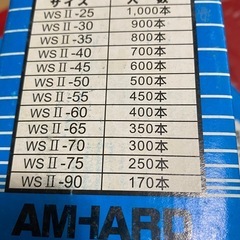 サイズ 入数
WSⅡ-25 1,000本
WSⅡ-30 900本
WSⅡ-35 800本
WSⅡ-40 700本
WSⅡ-45 600本
WSⅡ-50 500本
WSⅡ-55 450本
WSⅡ-60 400本
WSⅡ-65 350本
WSⅡ-70 300本
WSⅡ-75 250本
WSⅡ-90 170本
AMHARD